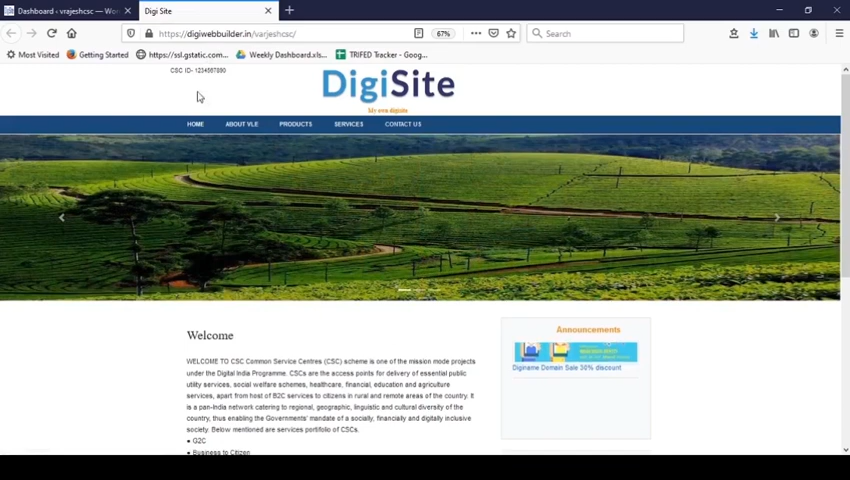 Dashboard ‹ vrajeshcsc — Wor
Digi Site
https://digiwebbuilder.in/varjeshcsc/
67%
Search
Most Visited
Getting Started
https://ssl.gstatic.com...
Weekly Dashboard.xls...
TRIFED Tracker - Goog...
CSC ID- 1234567890
DigiSite
My own digisite
HOME
ABOUT VLE
PRODUCTS
SERVICES
CONTACT US
Welcome
WELCOME TO CSC Common Service Centres (CSC) scheme is one of the mission mode projects
under the Digital India Programme. CSCs are the access points for delivery of essential public
utility services, social welfare schemes, healthcare, financial, education and agriculture
services, apart from host of B2C services to citizens in rural and remote areas of the country. It
is a pan-India network catering to regional, geographic, linguistic and cultural diversity of the
country, thus enabling the Governments' mandate of a socially, financially and digitally inclusive
society. Below mentioned are services portifolio of CSCs.
● G2C
● Business to Citizen
Announcements
Diginame Domain Sale 30% discount